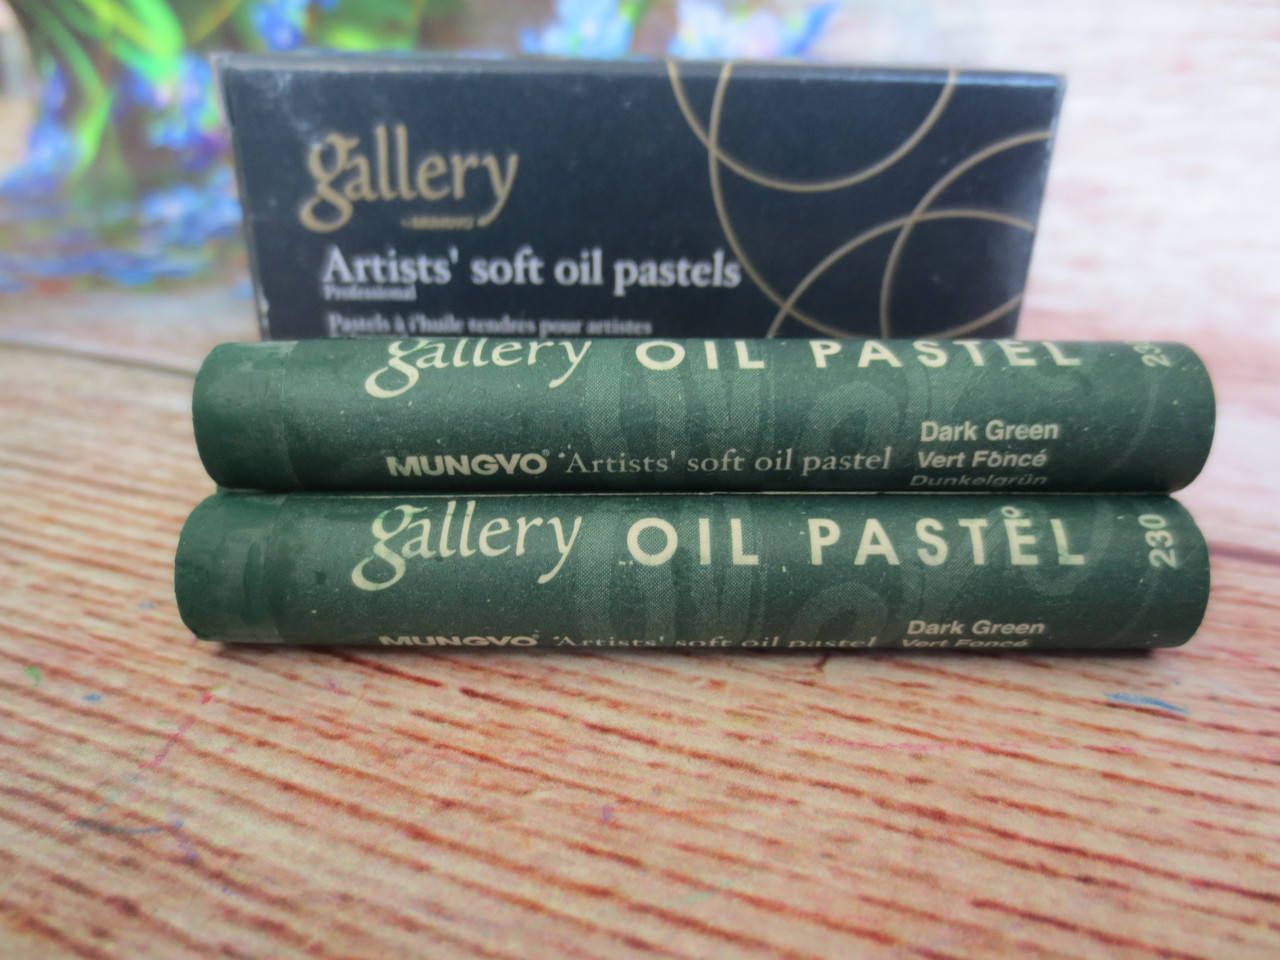 gallery
Artists' soft oil pastels
Professional
Pastels à l'huile tendres pour artistes
gallery OIL PASTEL
MUNGYO Artists' soft oil pastel
Dark Green
Vert Foncé
Dunkelgrün
gallery OIL PASTEL 230
MUNGYO Artists' soft oil pastel
Dark Green
Vert Foncé